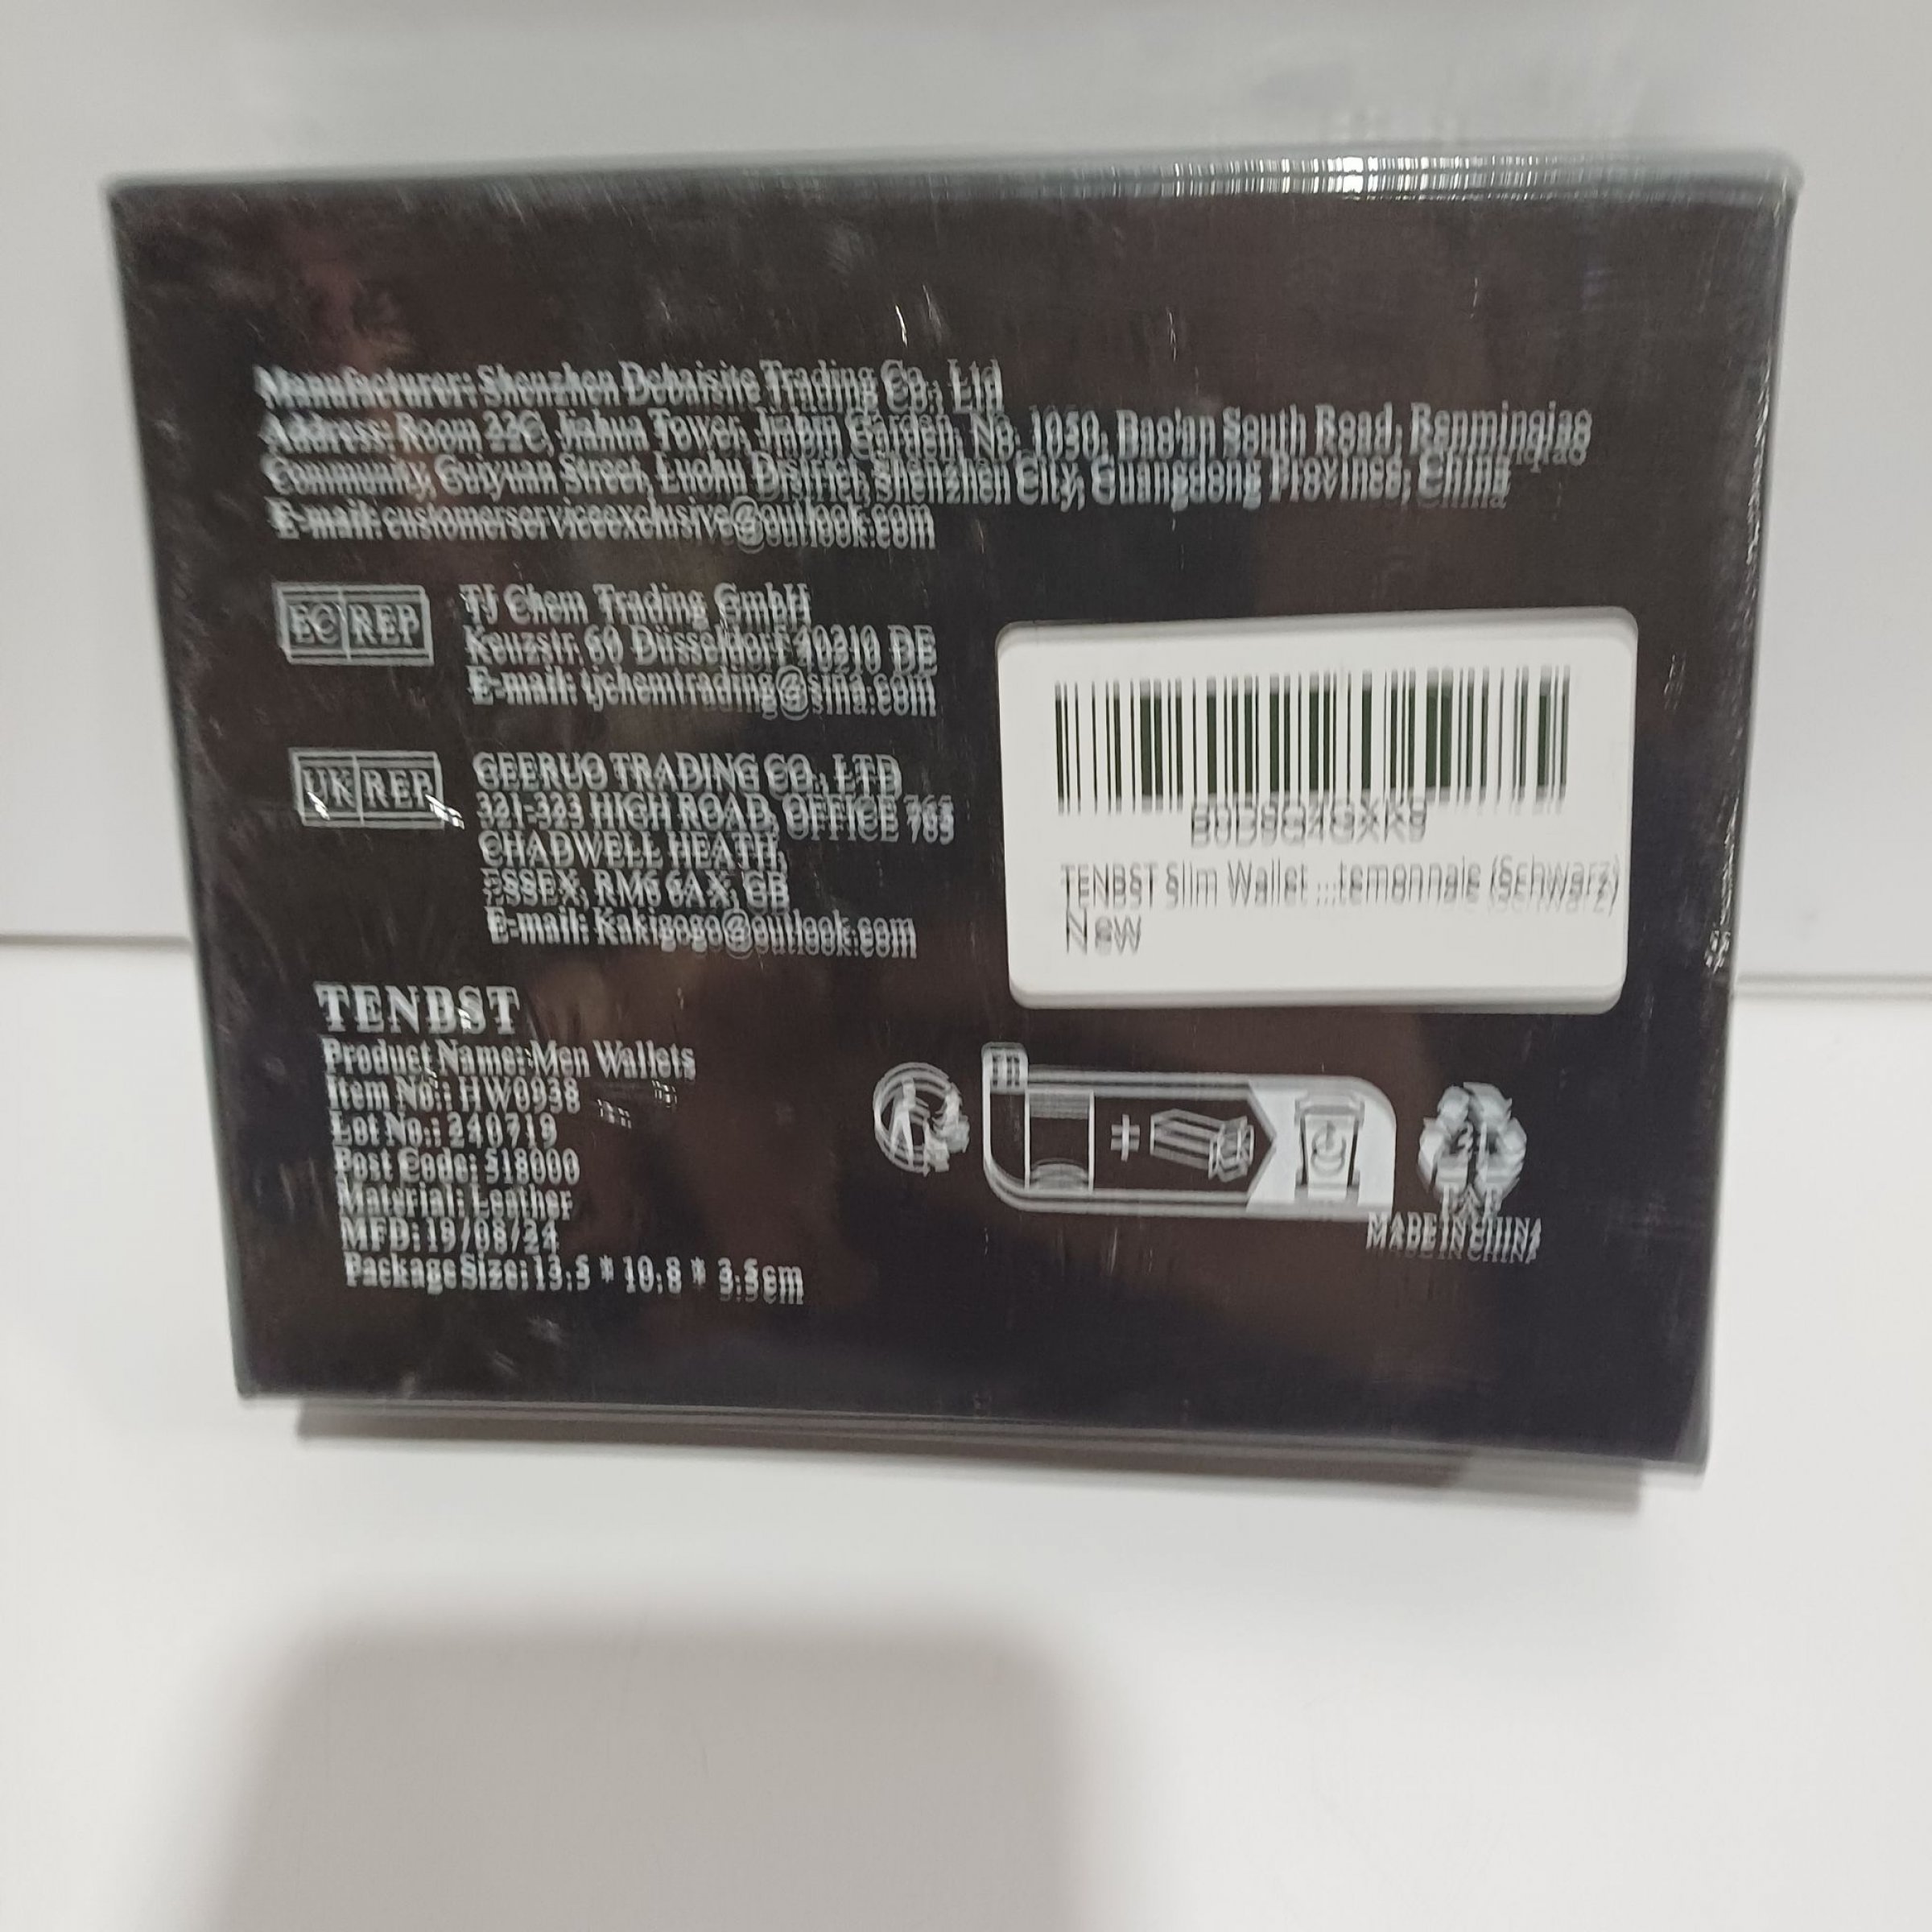 Manufacturer: Shenzhen Debaisite Trading Co., Ltd
Address: Room 22C, Jinhua Tower, Garden, No. 1050, Bao'an South Road, Renminqiao
Community, Guiyuan Street, Luohu District, Shenzhen City, Guangdong Province, China
E-mail: customerserviceexclusive@outlook.com
EC REP
TJ Chem Trading GmbH
60 Düsseldorf 40210 DE
E-mail: tjchemtrading@sina.com
UK REP
GEERUO TRADING CO., LTD
321-323 HIGH ROAD, OFFICE 765
CHADWELL HEATH,
ESSEX, RM6 6AX, GB
E-mail: Kakigogo@outlook.com
TENBST Slim Wallet ...temonnaie (Schwarz)
New
TENBST
Product Name: Men Wallets
Item No.: HW0938
Lot No.: 240719
Post Code: 518000
Material: Leather
MFD: 19/08/24
Package Size: 13.5 * 10.8 * 3.5cm
21
PAP
MADE IN CHINA